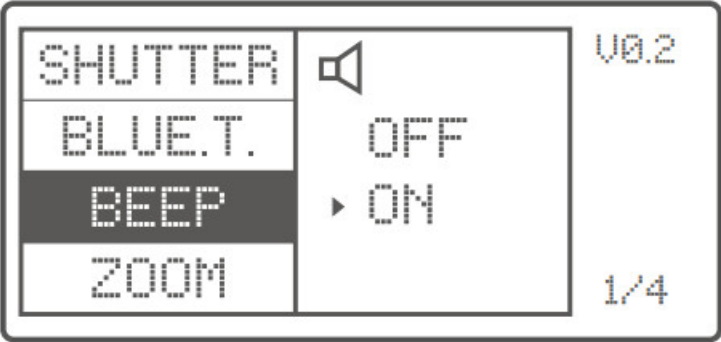 SHUTTER
BLUE.T.
BEEP
ZOOM
OFF
ON
V0.2
1/4